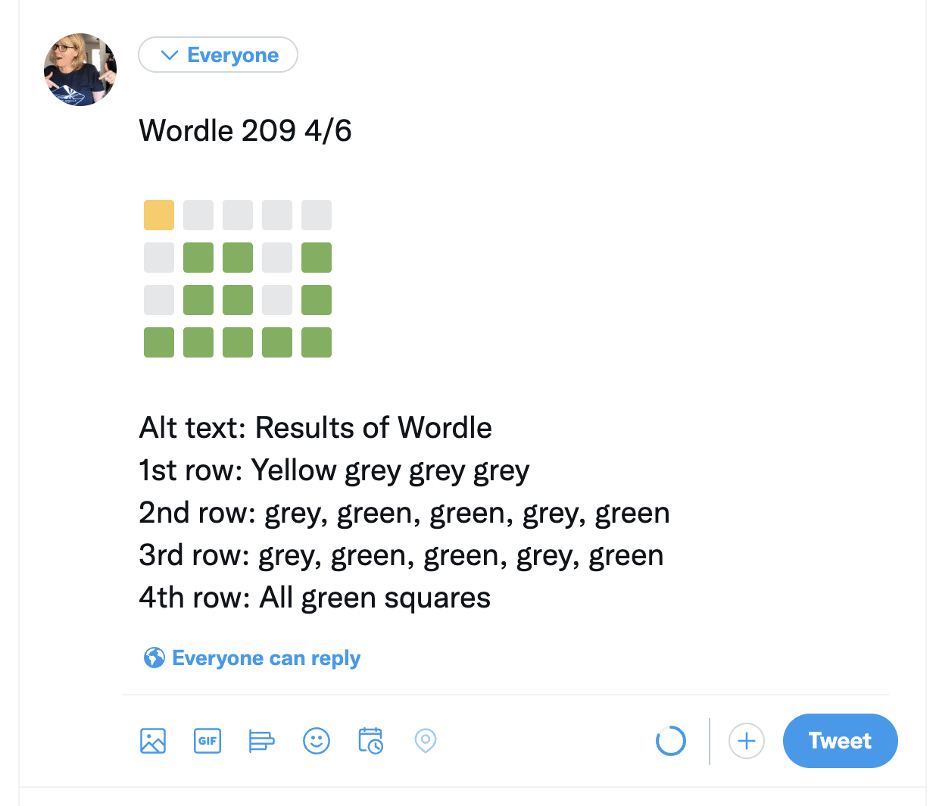 Everyone
Wordle 209 4/6
Alt text: Results of Wordle
1st row: Yellow grey grey grey
2nd row: grey, green, green, grey, green
3rd row: grey, green, green, grey, green
4th row: All green squares
Everyone can reply
GIF
Tweet